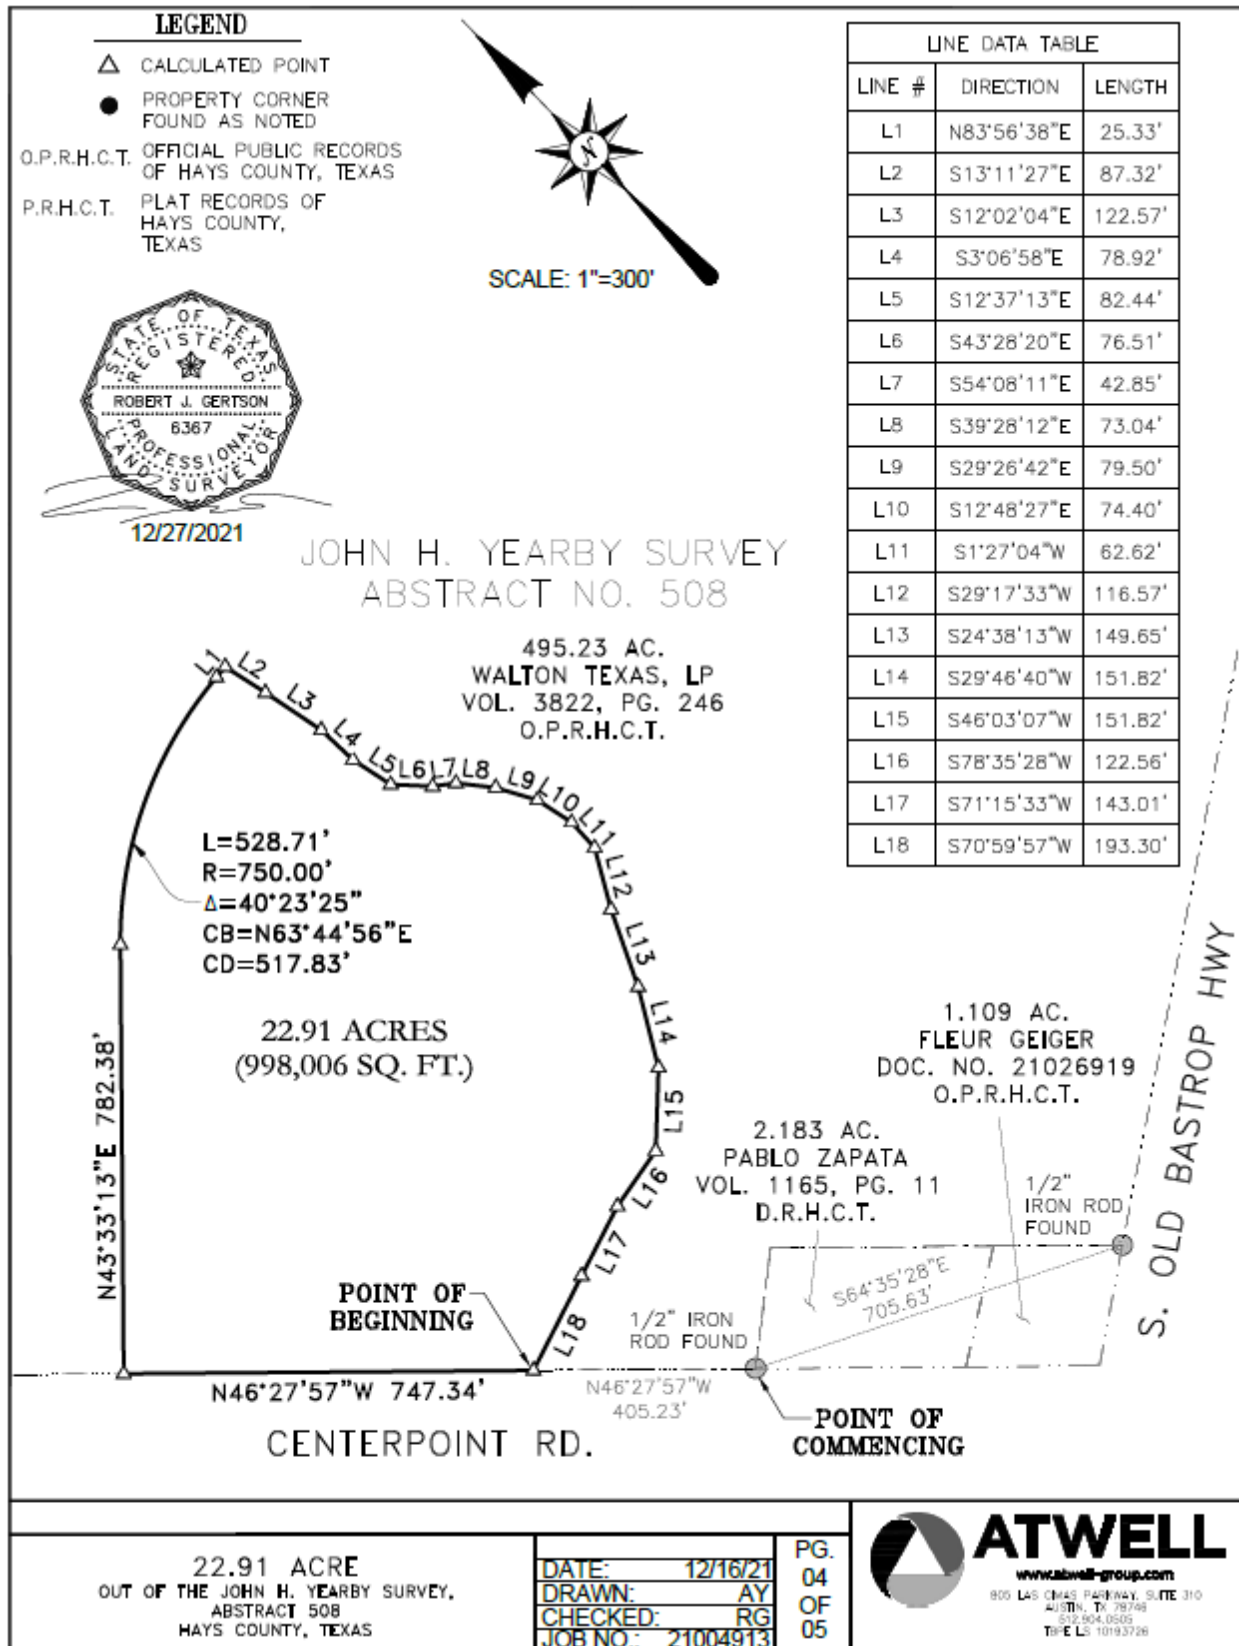 LEGEND
CALCULATED POINT
PROPERTY CORNER
FOUND AS NOTED
O.P.R.H.C.T. OFFICIAL PUBLIC RECORDS
OF HAYS COUNTY, TEXAS
P.R.H.C.T. PLAT RECORDS OF
HAYS COUNTY,
TEXAS
N
SCALE: 1"=300'
STATE OF TEXAS
REGISTERED
ROBERT J. GERTSON
6367
PROFESSIONAL
LAND SURVEYOR
12/27/2021
LINE DATA TABLE
LINE # DIRECTION LENGTH
L1 N83°56'38"E 25.33'
L2 S13°11'27"E 87.32'
L3 S12°02'04"E 122.57'
L4 S3°06'58"E 78.92'
L5 S12°37'13"E 82.44'
L6 S43°28'20"E 76.51'
L7 S54°08'11"E 42.85'
L8 S39°28'12"E 73.04'
L9 S29°26'42"E 79.50'
L10 S12°48'27"E 74.40'
L11 S1°27'04"W 62.62'
L12 S29°17'33"W 116.57'
L13 S24°38'13"W 149.65'
L14 S29°46'40"W 151.82'
L15 S46°03'07"W 151.82'
L16 S78°35'28"W 122.56'
L17 S71°15'33"W 143.01'
L18 S70°59'57"W 193.30'
JOHN H. YEARBY SURVEY
ABSTRACT NO. 508
495.23 AC.
WALTON TEXAS, LP
VOL. 3822, PG. 246
O.P.R.H.C.T.
L1
L2
L3
L4
L5
L6
L7
L8
L9
L10
L11
L12
L13
L14
L15
L16
L17
L18
L=528.71'
R=750.00'
Δ=40°23'25"
CB=N63°44'56"E
CD=517.83'
22.91 ACRES
(998,006 SQ. FT.)
N43°33'13"E 782.38'
1.109 AC.
FLEUR GEIGER
DOC. NO. 21026919
O.P.R.H.C.T.
2.183 AC.
PABLO ZAPATA
VOL. 1165, PG. 11
D.R.H.C.T.
1/2"
IRON ROD
FOUND
S. OLD BASTROP HWY
S64°35'28"E
705.63'
POINT OF
BEGINNING
1/2" IRON
ROD FOUND
N46°27'57"W 747.34'
N46°27'57"W
405.23'
POINT OF
COMMENCING
CENTERPOINT RD.
22.91 ACRE
OUT OF THE JOHN H. YEARBY SURVEY,
ABSTRACT 508
HAYS COUNTY, TEXAS
DATE: 12/16/21
DRAWN: AY
CHECKED: RG
JOB NO.: 21004913
PG.
04
OF
05
ATWELL
www.atwell-group.com
805 LAS CIMAS PARKWAY, SUITE 310
AUSTIN, TX 78746
512.904.0505
TBPE LS 10193726